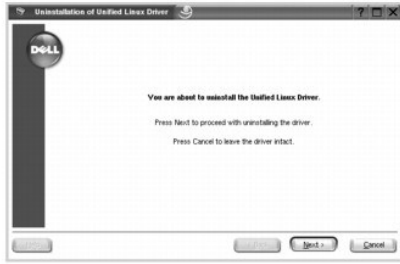 Uninstallation of Unified Linux Driver
DELL
You are about to uninstall the Unified Linux Driver.
Press Next to proceed with uninstalling the driver.
Press Cancel to leave the driver intact.
Next >
Cancel